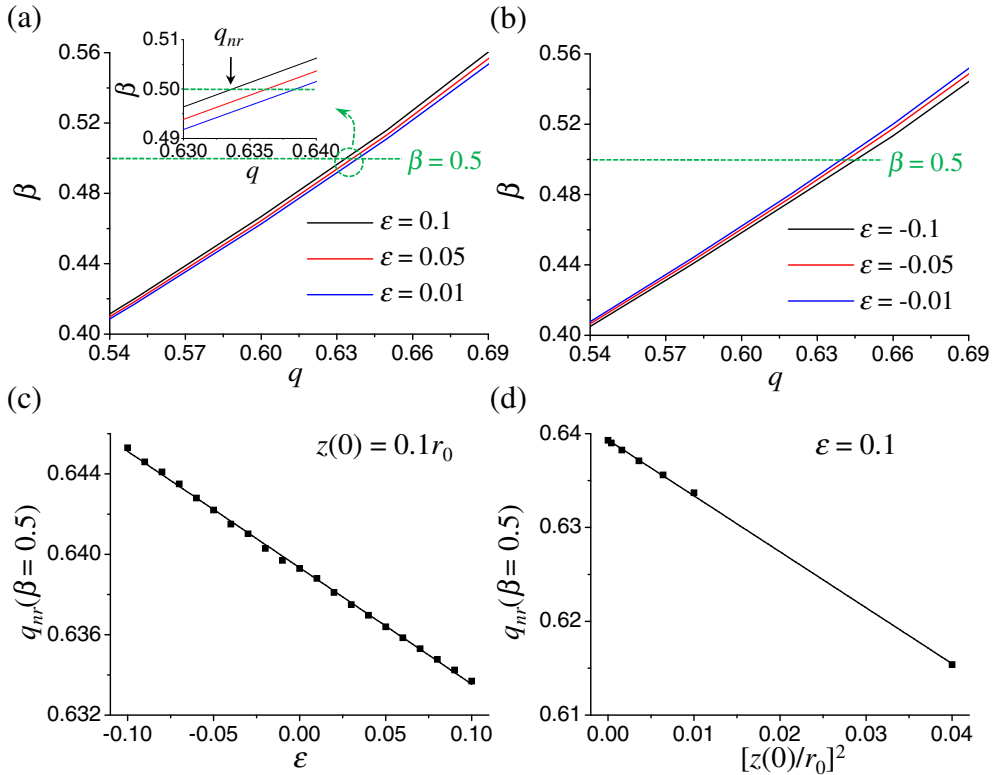 (a)
q_nr
0.51
0.50
0.49
β
0.630 0.635 0.640
q
β = 0.5
ε = 0.1
ε = 0.05
ε = 0.01
0.56
0.52
0.48
0.44
0.40
β
0.54 0.57 0.60 0.63 0.66 0.69
q
(b)
0.56
0.52
0.48
0.44
0.40
β
β = 0.5
ε = -0.1
ε = -0.05
ε = -0.01
0.54 0.57 0.60 0.63 0.66 0.69
q
(c)
z(0) = 0.1r₀
0.644
0.640
0.636
0.632
q_nr(β= 0.5)
-0.10 -0.05 0.00 0.05 0.10
ε
(d)
ε = 0.1
0.64
0.63
0.62
0.61
q_nr(β= 0.5)
0.00 0.01 0.02 0.03 0.04
[z(0)/r₀]²